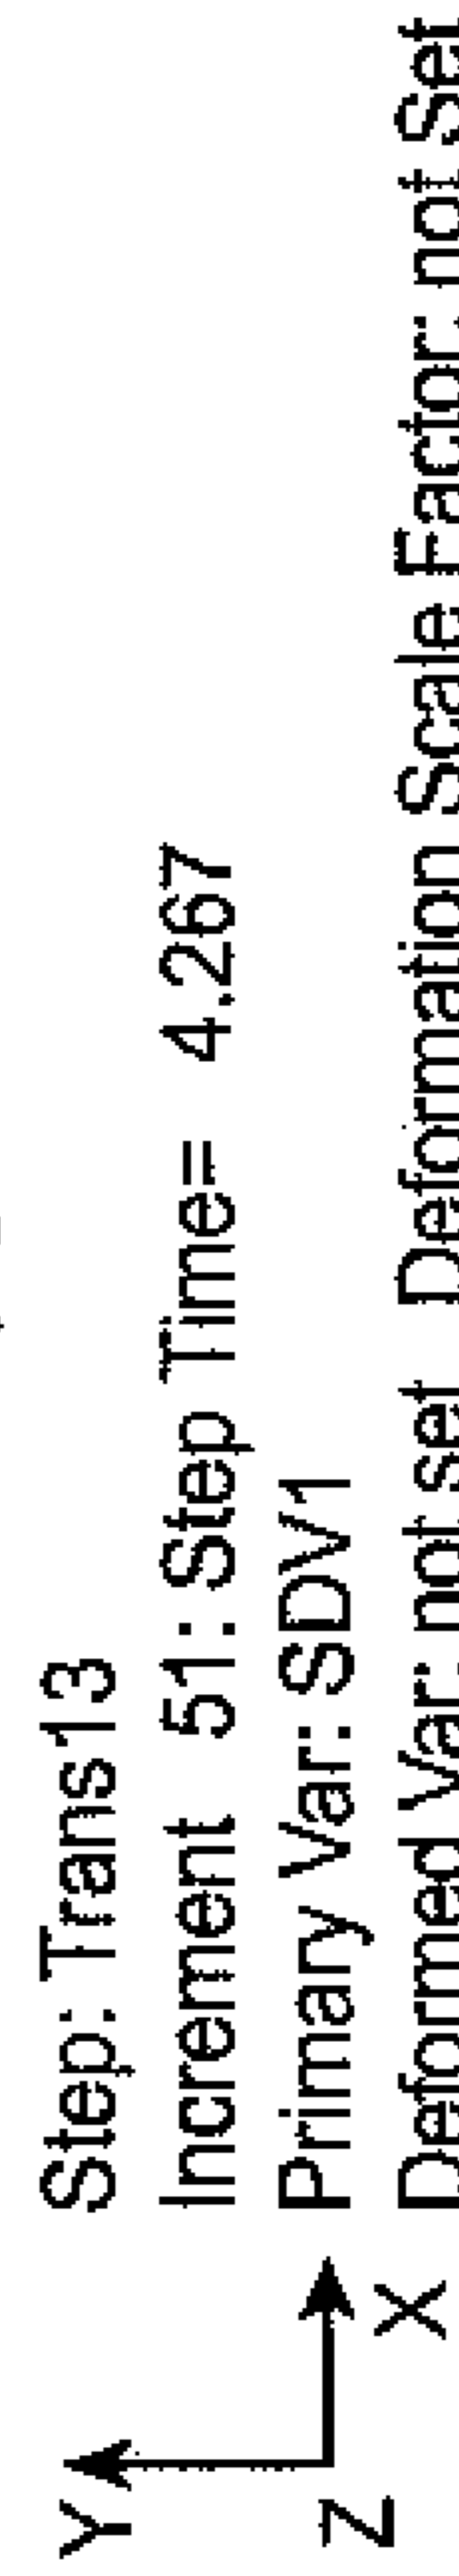 Step: Trans13
Increment 51: Step Time= 4.267
Primary Var: SDV1
Deformed Var: not set Deformation Scale Factor: not Set
Y
Z
X